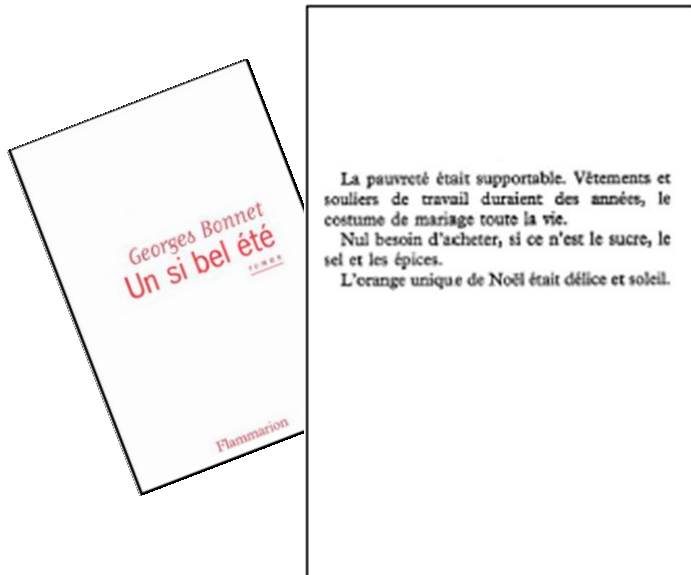 Georges Bonnet
Un si bel été
roman
Flammarion
La pauvreté était supportable. Vêtements et
souliers de travail duraient des années, le
costume de mariage toute la vie.
Nul besoin d'acheter, si ce n'est le sucre, le
sel et les épices.
L'orange unique de Noël était délice et soleil.